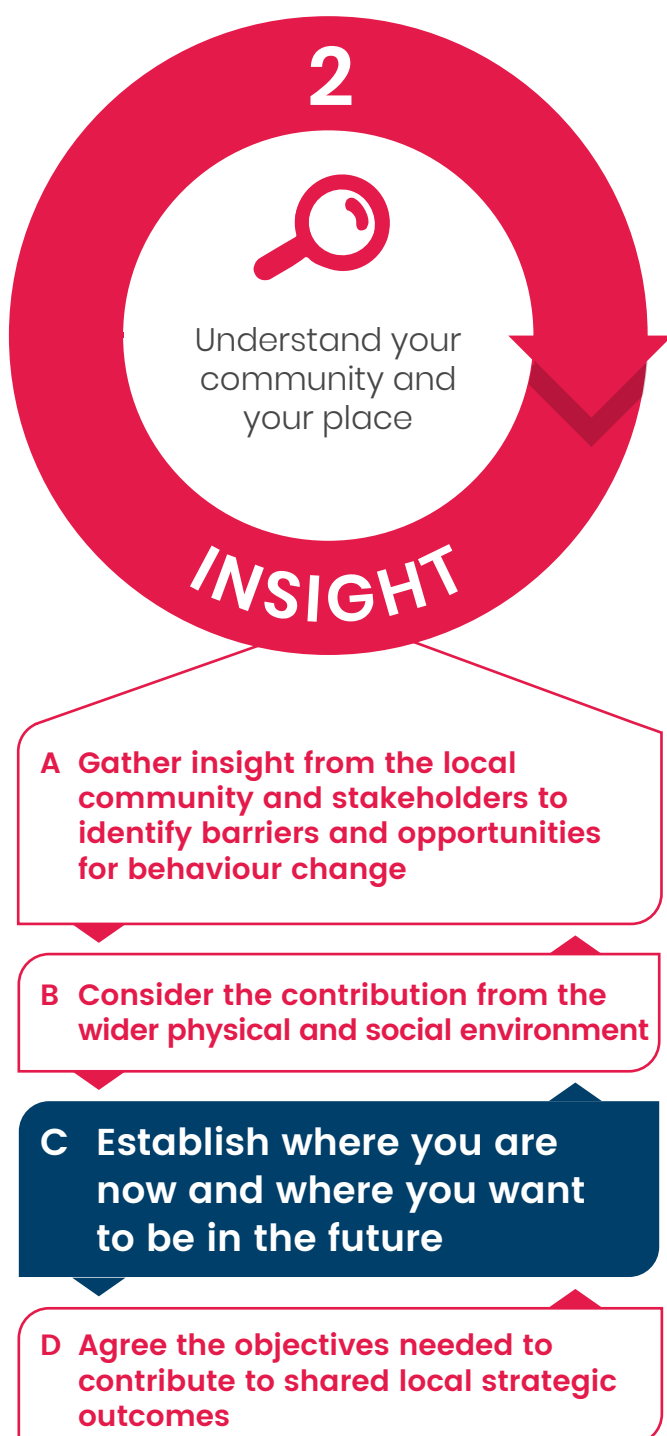 2
Understand your
community and
your place
INSIGHT
A Gather insight from the local
community and stakeholders to
identify barriers and opportunities
for behaviour change
B Consider the contribution from the
wider physical and social environment
C Establish where you are
now and where you want
to be in the future
D Agree the objectives needed to
contribute to shared local strategic
outcomes